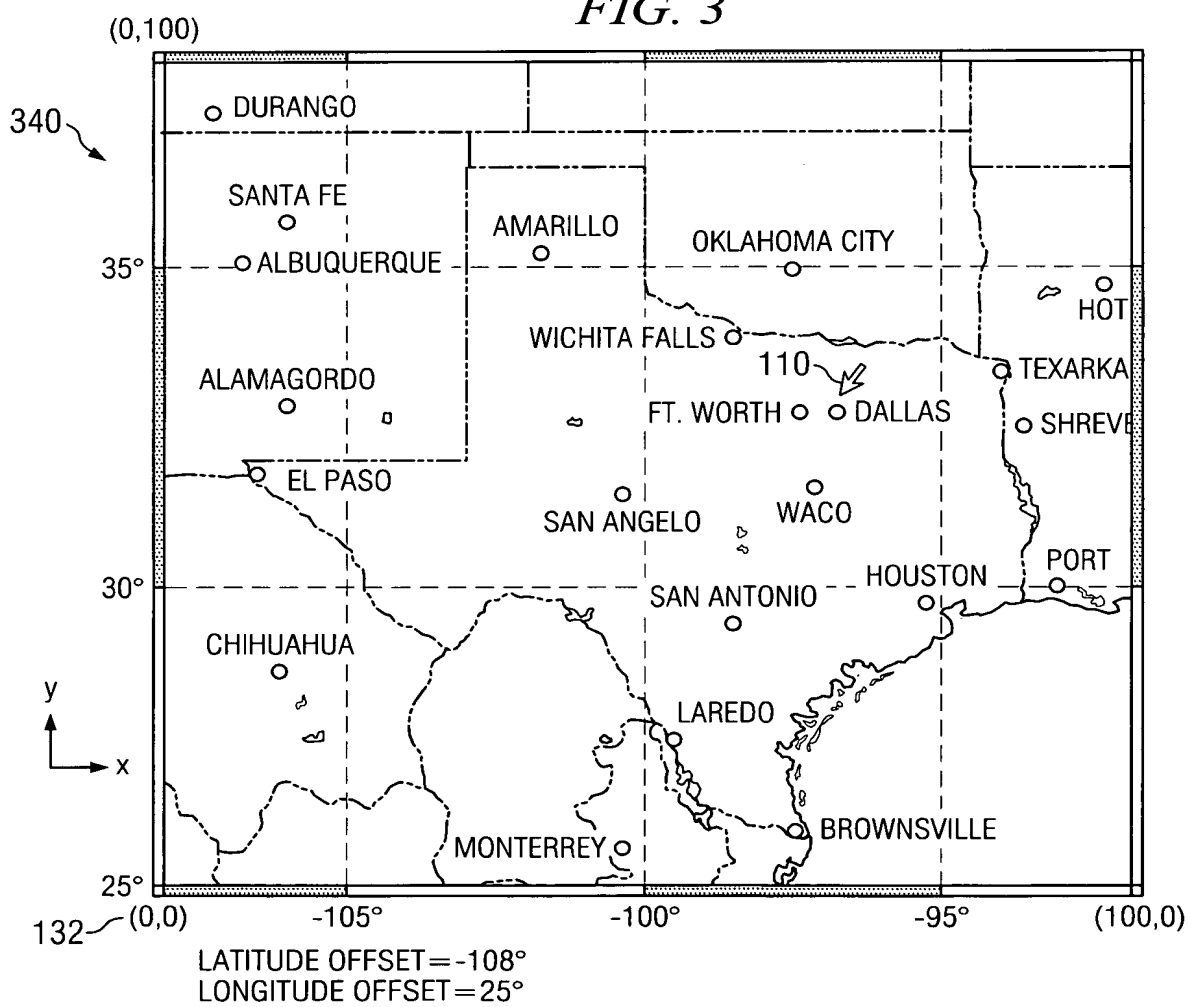 FIG. 3
(0,100)
340
DURANGO
SANTA FE
AMARILLO
OKLAHOMA CITY
35°
ALBUQUERQUE
HOT
WICHITA FALLS
110
ALAMAGORDO
TEXARKA
FT. WORTH
DALLAS
SHREVE
EL PASO
SAN ANGELO
WACO
30°
HOUSTON
PORT
SAN ANTONIO
CHIHUAHUA
y
LAREDO
x
MONTERREY
BROWNSVILLE
25°
132
(0,0)
-105°
-100°
-95°
(100,0)
LATITUDE OFFSET=-108°
LONGITUDE OFFSET=25°